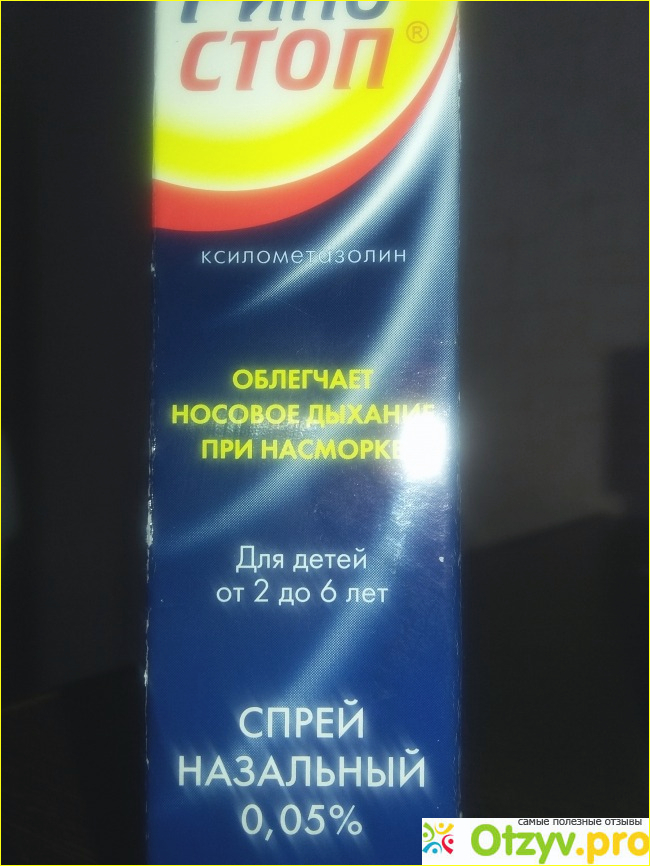 РИНО
СТОП®
ксилометазолин
ОБЛЕГЧАЕТ
НОСОВОЕ ДЫХАНИЕ
ПРИ НАСМОРКЕ
Для детей
от 2 до 6 лет
СПРЕЙ
НАЗАЛЬНЫЙ
0,05%
самые полезные отзывы
Otzyv.pro